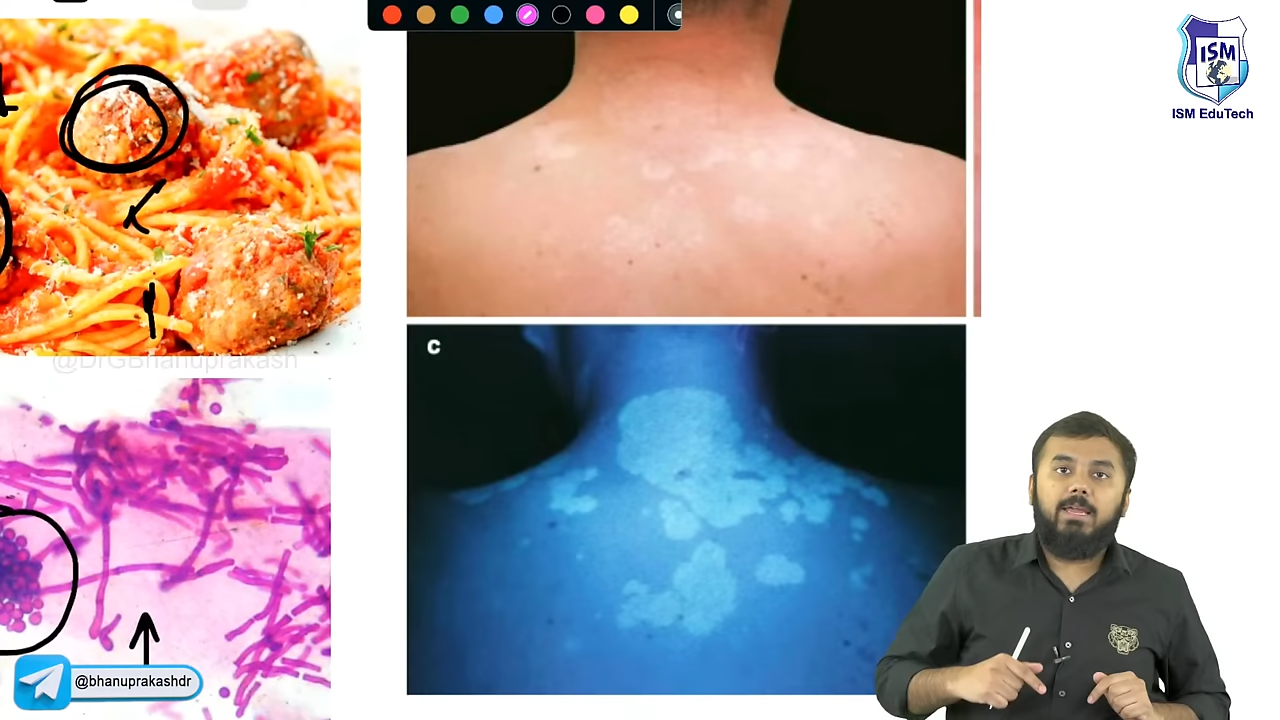 ISM
ISM EduTech
@DrGBhanuprakash
C
K
@bhanuprakashdr